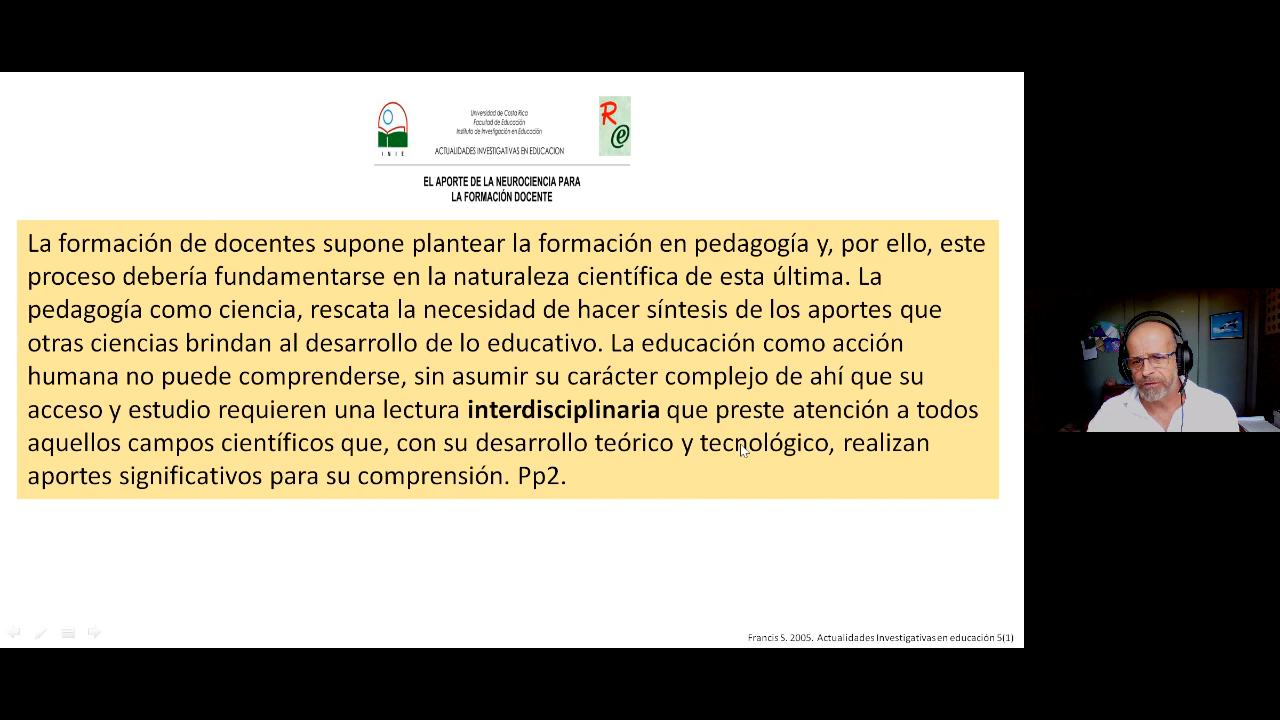 Universidad de Costa Rica
Facultad de Educación
Instituto de Investigación en Educación
ACTUALIDADES INVESTIGATIVAS EN EDUCACION
I N I E
R
e
EL APORTE DE LA NEUROCIENCIA PARA
LA FORMACIÓN DOCENTE
La formación de docentes supone plantear la formación en pedagogía y, por ello, este
proceso debería fundamentarse en la naturaleza científica de esta última. La
pedagogía como ciencia, rescata la necesidad de hacer síntesis de los aportes que
otras ciencias brindan al desarrollo de lo educativo. La educación como acción
humana no puede comprenderse, sin asumir su carácter complejo de ahí que su
acceso y estudio requieren una lectura interdisciplinaria que preste atención a todos
aquellos campos científicos que, con su desarrollo teórico y tecnológico, realizan
aportes significativos para su comprensión. Pp2.
Francis S. 2005. Actualidades Investigativas en educación 5(1)